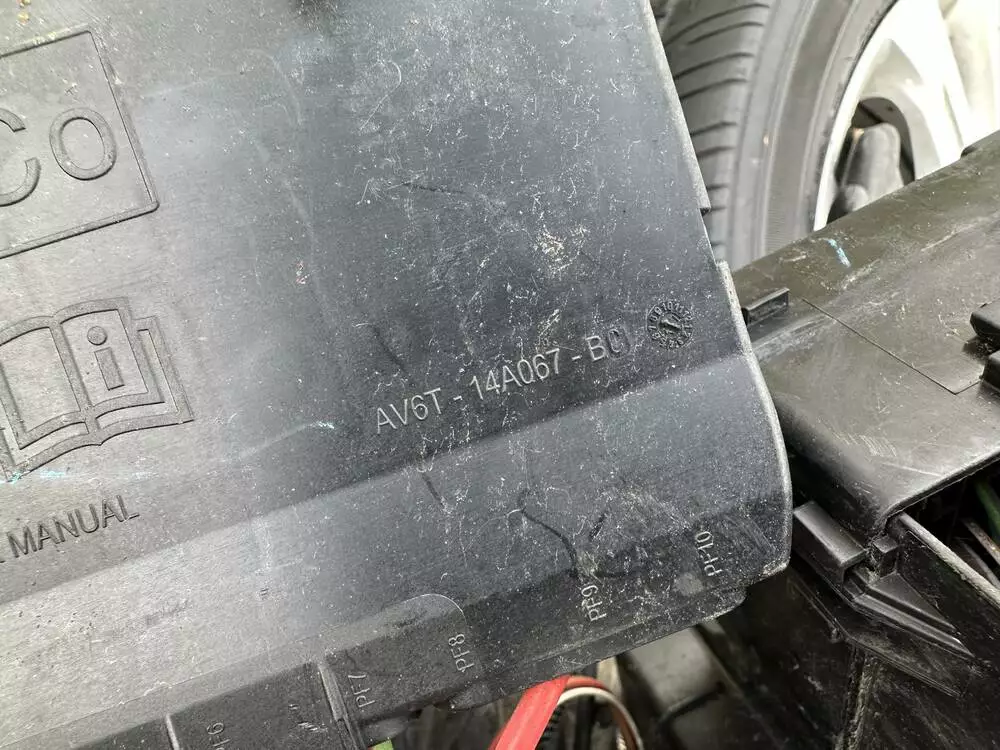 CO
MANUAL
AV6T - 14A067 - BC
PF10
PF9
PF8
PF7